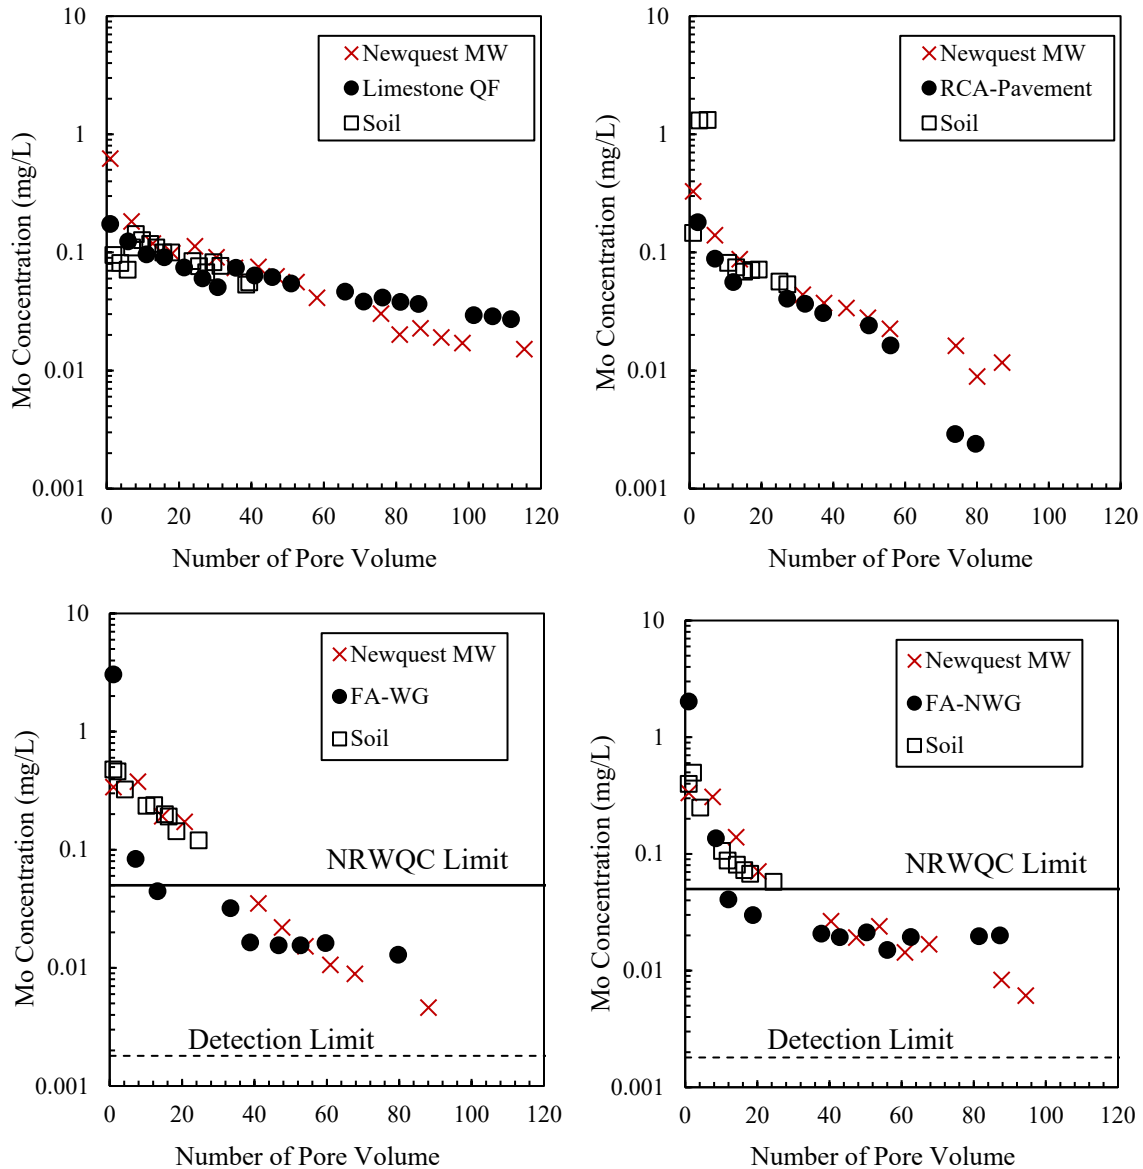 10
1
0.1
0.01
0.001
Mo Concentration (mg/L)
Newquest MW
Limestone QF
Soil
0 20 40 60 80 100 120
Number of Pore Volume
10
1
0.1
0.01
0.001
Mo Concentration (mg/L)
Newquest MW
RCA-Pavement
Soil
0 20 40 60 80 100 120
Number of Pore Volume
10
1
0.1
0.01
0.001
Mo Concentration (mg/L)
Newquest MW
FA-WG
Soil
NRWQC Limit
Detection Limit
0 20 40 60 80 100 120
Number of Pore Volume
10
1
0.1
0.01
0.001
Mo Concentration (mg/L)
Newquest MW
FA-NWG
Soil
NRWQC Limit
Detection Limit
0 20 40 60 80 100 120
Number of Pore Volume